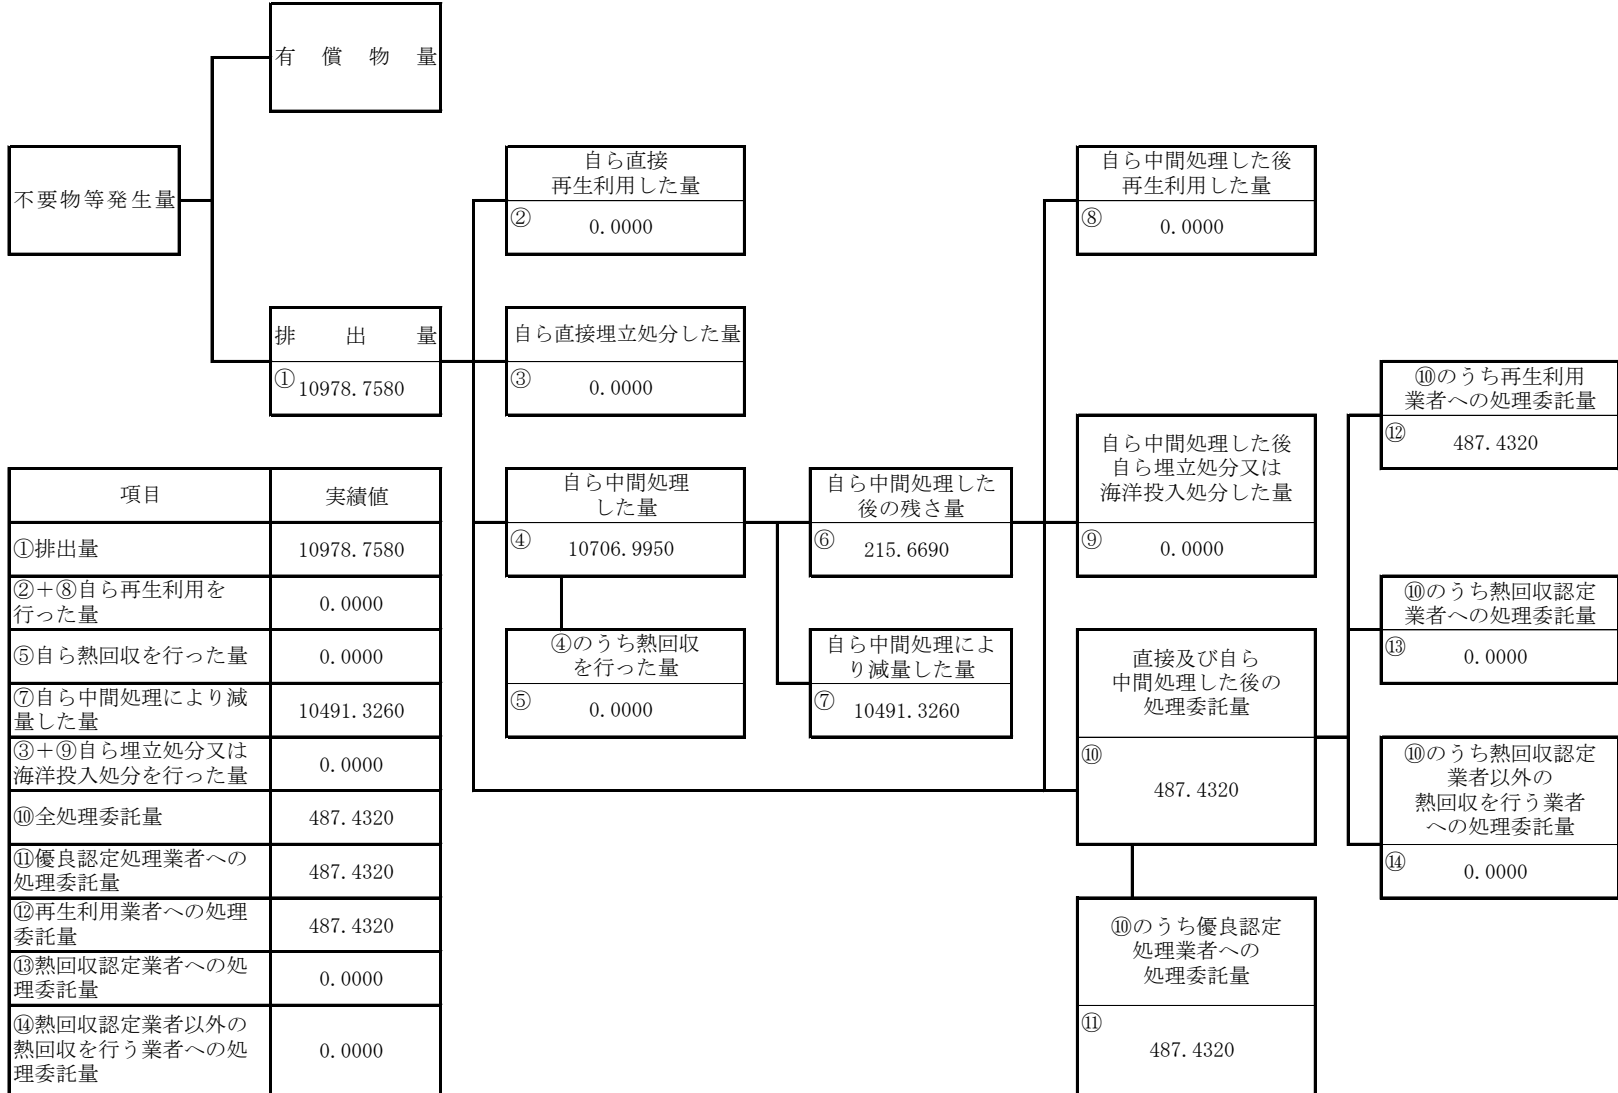 有償物量
不要物等発生量
自ら直接
再生利用した量
② 0.0000
自ら中間処理した後
再生利用した量
⑧ 0.0000
排出量
① 10978.7580
自ら直接埋立処分した量
③ 0.0000
⑩のうち再生利用
業者への処理委託量
⑫ 487.4320
自ら中間処理した後
自ら埋立処分又は
海洋投入処分した量
⑨ 0.0000
自ら中間処理
した量
④ 10706.9950
自ら中間処理した
後の残さ量
⑥ 215.6690
⑩のうち熱回収認定
業者への処理委託量
⑬ 0.0000
④のうち熱回収
を行った量
⑤ 0.0000
自ら中間処理によ
り減量した量
⑦ 10491.3260
直接及び自ら
中間処理した後の
処理委託量
⑩ 487.4320
⑩のうち熱回収認定
業者以外の
熱回収を行う業者
への処理委託量
⑭ 0.0000
⑩のうち優良認定
処理業者への
処理委託量
⑪ 487.4320
項目 実績値
①排出量 10978.7580
②+⑧自ら再生利用を
行った量 0.0000
⑤自ら熱回収を行った量 0.0000
⑦自ら中間処理により減
量した量 10491.3260
③+⑨自ら埋立処分又は
海洋投入処分を行った量 0.0000
⑩全処理委託量 487.4320
⑪優良認定処理業者への
処理委託量 487.4320
⑫再生利用業者への処理
委託量 487.4320
⑬熱回収認定業者への処
理委託量 0.0000
⑭熱回収認定業者以外の
熱回収を行う業者への処
理委託量 0.0000